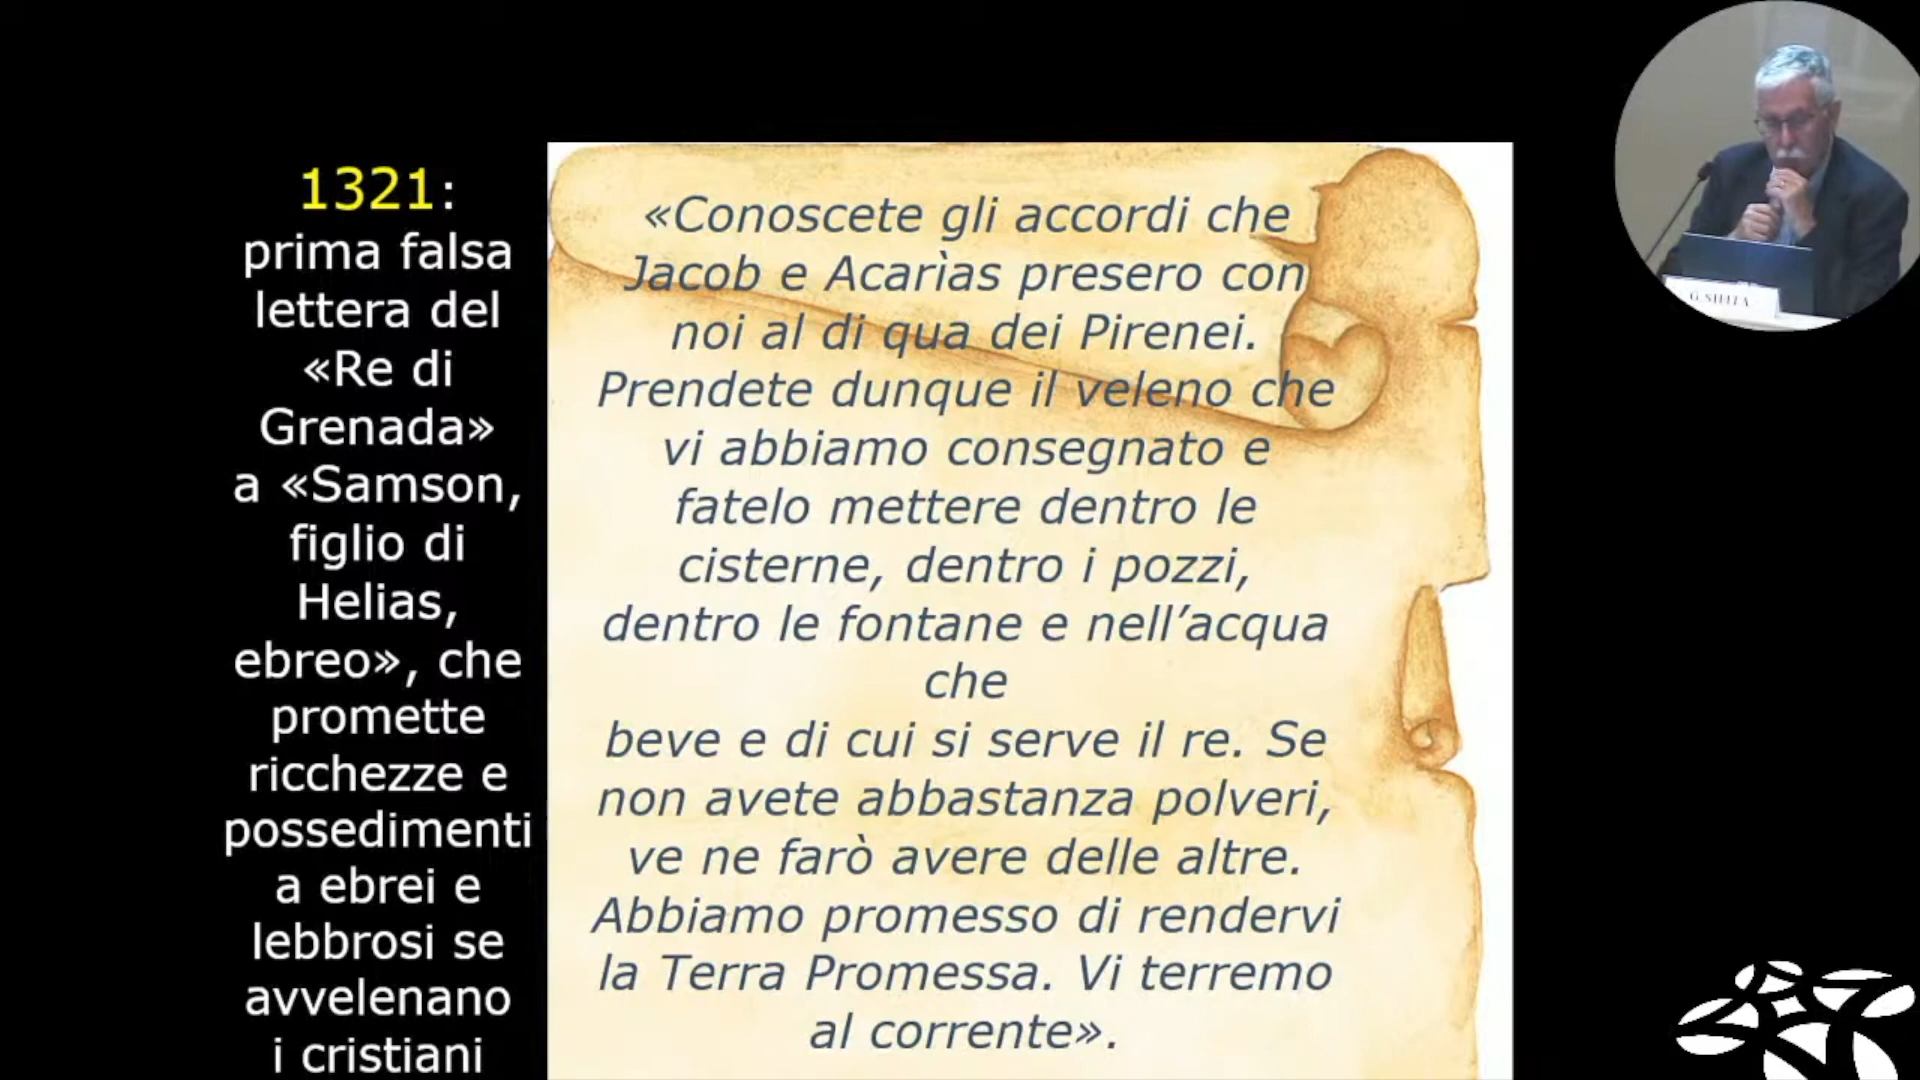 1321:
prima falsa
lettera del
«Re di
Grenada»
a «Samson,
figlio di
Helias,
ebreo», che
promette
ricchezze e
possedimenti
a ebrei e
lebbrosi se
avvelenano
i cristiani
«Conoscete gli accordi che
Jacob e Acarìas presero con
noi al di qua dei Pirenei.
Prendete dunque il veleno che
vi abbiamo consegnato e
fatelo mettere dentro le
cisterne, dentro i pozzi,
dentro le fontane e nell’acqua
che
beve e di cui si serve il re. Se
non avete abbastanza polveri,
ve ne farò avere delle altre.
Abbiamo promesso di rendervi
la Terra Promessa. Vi terremo
al corrente».